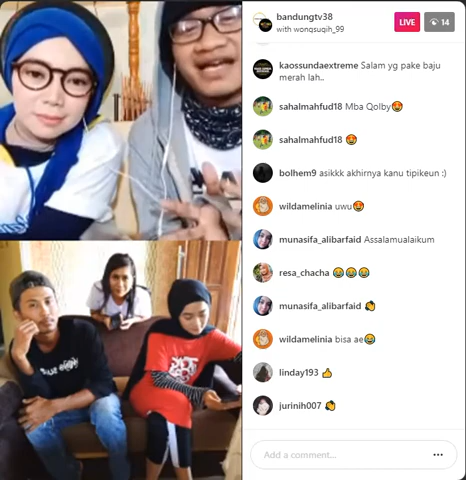 bandungtv38
with wonqsuqih_99
LIVE
14
kaossundaextreme Salam yg pake baju
merah lah..
sahalmahfud18 Mba Qolby😍
sahalmahfud18 😍
bolhem9 asikkk akhirnya kanu tipikeun :)
wildamelinia uwu😍
munasifa_alibarfaid Assalamualaikum
resa_chacha 😂😂😂
munasifa_alibarfaid 👏
wildamelinia bisa ae😂
linday193 👍
jurinih007 👏
Add a comment...